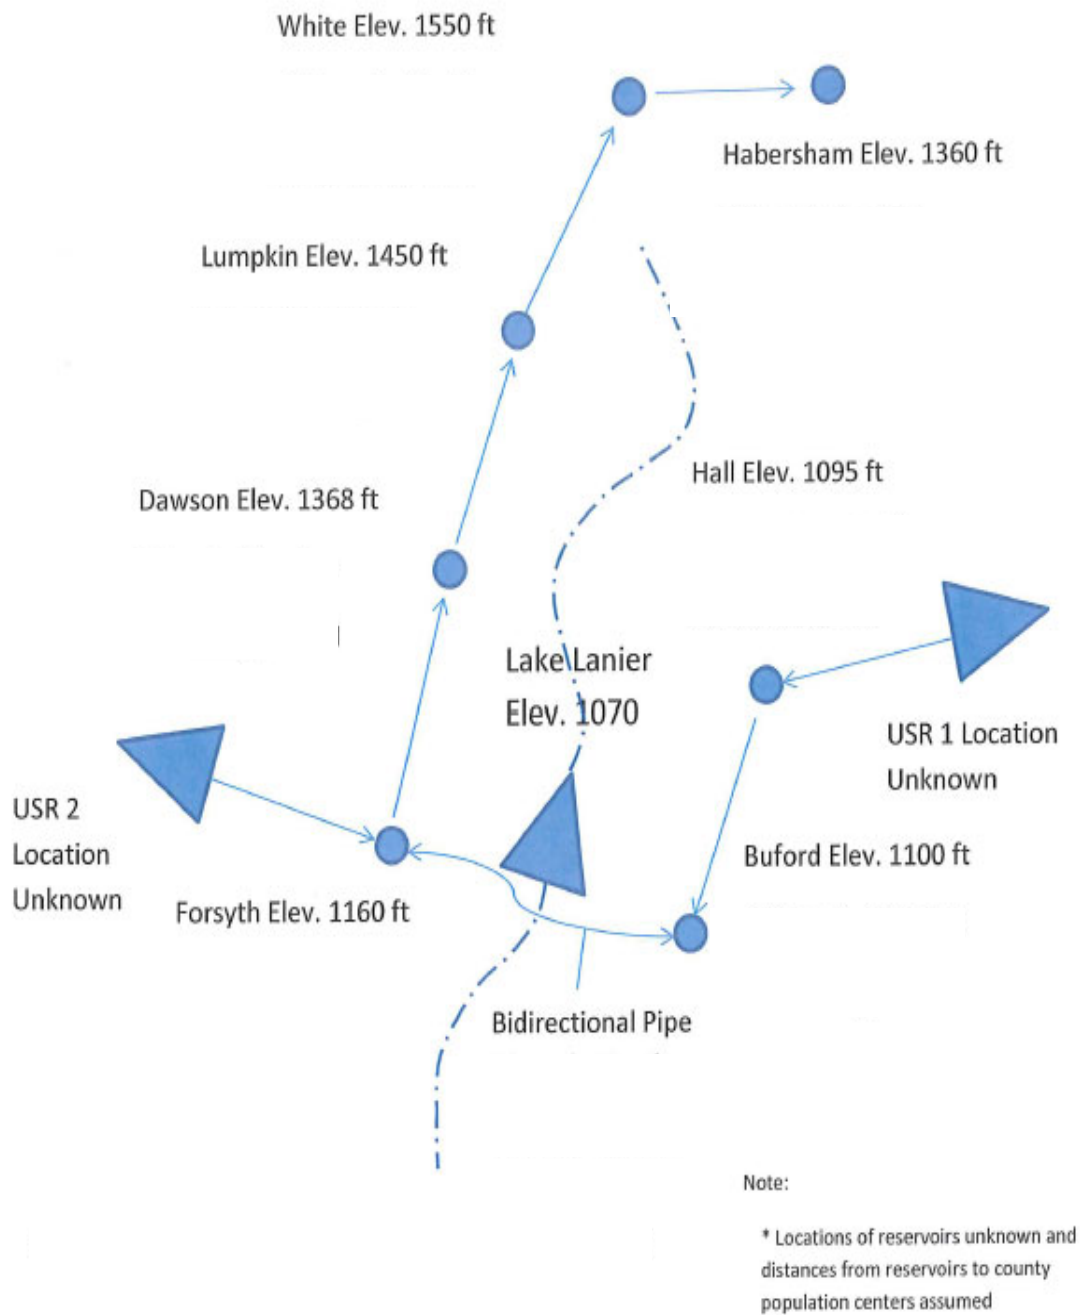 White Elev. 1550 ft
Habersham Elev. 1360 ft
Lumpkin Elev. 1450 ft
Hall Elev. 1095 ft
Dawson Elev. 1368 ft
Lake Lanier
Elev. 1070
USR 1 Location
Unknown
USR 2
Location
Unknown
Buford Elev. 1100 ft
Forsyth Elev. 1160 ft
Bidirectional Pipe
Note:
* Locations of reservoirs unknown and
distances from reservoirs to county
population centers assumed